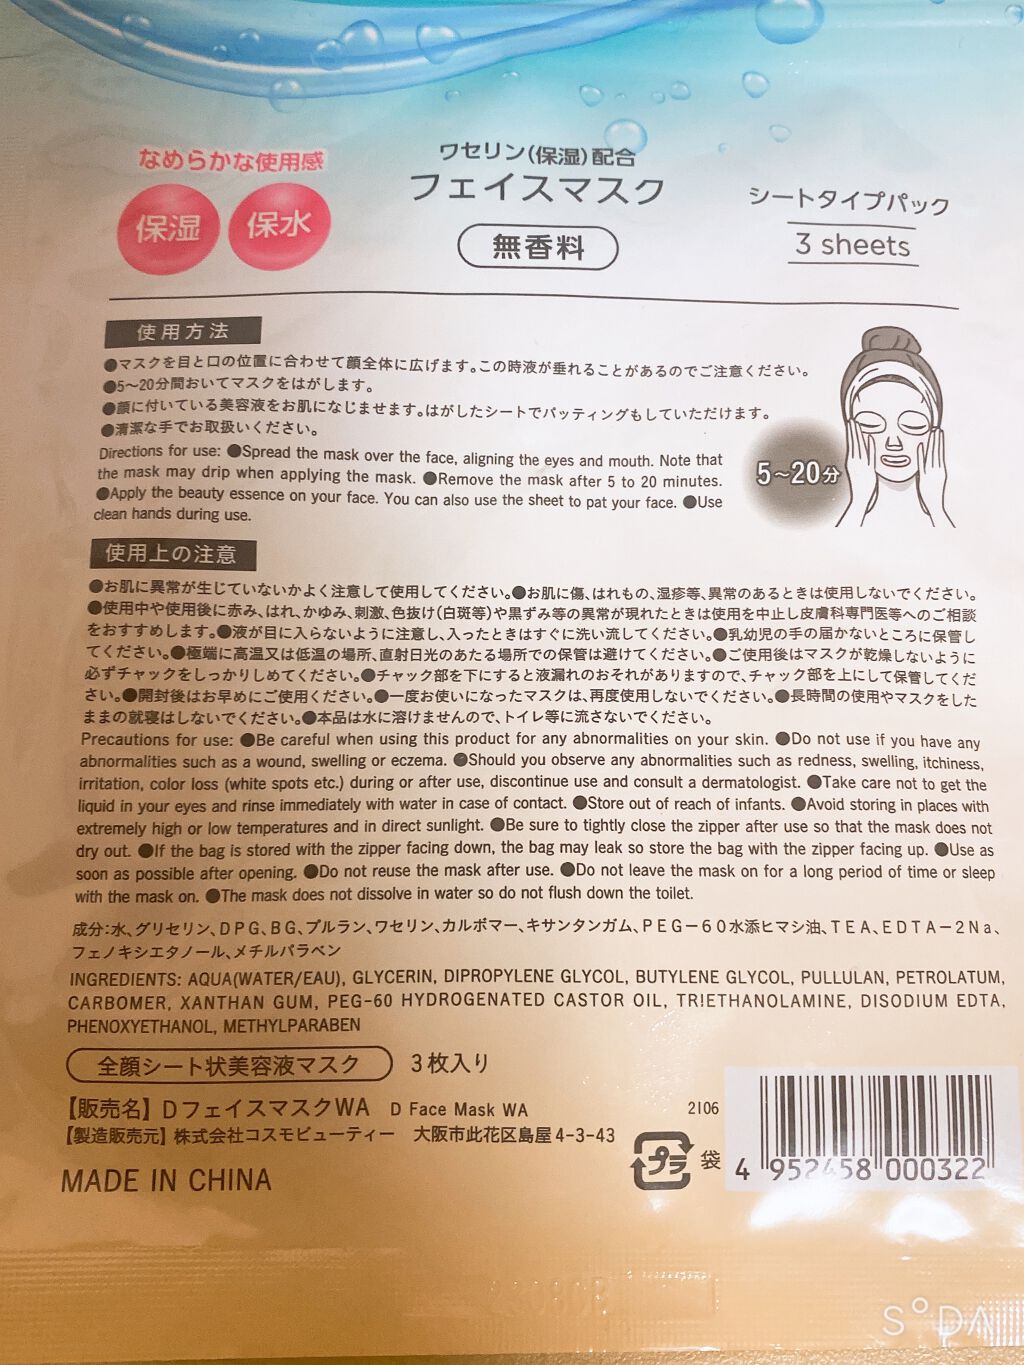 なめらかな使用感
保湿
保水
ワセリン(保湿)配合
フェイスマスク
無香料
シートタイプパック
3 sheets
使用方法
●マスクを目と口の位置に合わせて顔全体に広げます。この時液が垂れることがあるのでご注意ください。
●5〜20分間おいてマスクをはがします。
●顔に付いている美容液をお肌になじませます。はがしたシートでパッティングもしていただけます。
●清潔な手でお取扱いください。
Directions for use: ●Spread the mask over the face, aligning the eyes and mouth. Note that
the mask may drip when applying the mask. ●Remove the mask after 5 to 20 minutes.
●Apply the beauty essence on your face. You can also use the sheet to pat your face. ●Use
clean hands during use.
5〜20分
使用上の注意
●お肌に異常が生じていないかよく注意して使用してください。●お肌に傷、はれもの、湿疹等、異常のあるときは使用しないでください。
●使用中や使用後に赤み、はれ、かゆみ、刺激、色抜け(白斑等)や黒ずみ等の異常が現れたときは使用を中止し皮膚科専門医等へのご相談
をおすすめします。●液が目に入らないように注意し、入ったときはすぐに洗い流してください。●乳幼児の手の届かないところに保管し
てください。●極端に高温又は低温の場所、直射日光のあたる場所での保管は避けてください。●ご使用後はマスクが乾燥しないように
必ずチャックをしっかりしめてください。●チャック部を下にすると液漏れのおそれがありますので、チャック部を上にして保管してくだ
さい。●開封後はお早めにご使用ください。●一度お使いになったマスクは、再度使用しないでください。●長時間の使用やマスクをした
ままの就寝はしないでください。●本品は水に溶けませんので、トイレ等に流さないでください。
Precautions for use: ●Be careful when using this product for any abnormalities on your skin. ●Do not use if you have any
abnormalities such as a wound, swelling or eczema. ●Should you observe any abnormalities such as redness, swelling, itchiness,
irritation, color loss (white spots etc.) during or after use, discontinue use and consult a dermatologist. ●Take care not to get the
liquid in your eyes and rinse immediately with water in case of contact. ●Store out of reach of infants. ●Avoid storing in places with
extremely high or low temperatures and in direct sunlight. ●Be sure to tightly close the zipper after use so that the mask does not
dry out. ●If the bag is stored with the zipper facing down, the bag may leak so store the bag with the zipper facing up. ●Use as
soon as possible after opening. ●Do not reuse the mask after use. ●Do not leave the mask on for a long period of time or sleep
with the mask on. ●The mask does not dissolve in water so do not flush down the toilet.
成分:水、グリセリン、DPG、BG、プルラン、ワセリン、カルボマー、キサンタンガム、PEG－60水添ヒマシ油、TEA、EDTA－2Na、
フェノキシエタノール、メチルパラベン
INGREDIENTS: AQUA(WATER/EAU), GLYCERIN, DIPROPYLENE GLYCOL, BUTYLENE GLYCOL, PULLULAN, PETROLATUM,
CARBOMER, XANTHAN GUM, PEG-60 HYDROGENATED CASTOR OIL, TRIETHANOLAMINE, DISODIUM EDTA,
PHENOXYETHANOL, METHYLPARABEN
全顔シート状美容液マスク 3枚入り
【販売名】DフェイスマスクWA D Face Mask WA
2106
【製造販売元】株式会社コスモビューティー 大阪市此花区島屋4-3-43
プラ 袋
4 952458 000322
MADE IN CHINA
SODA